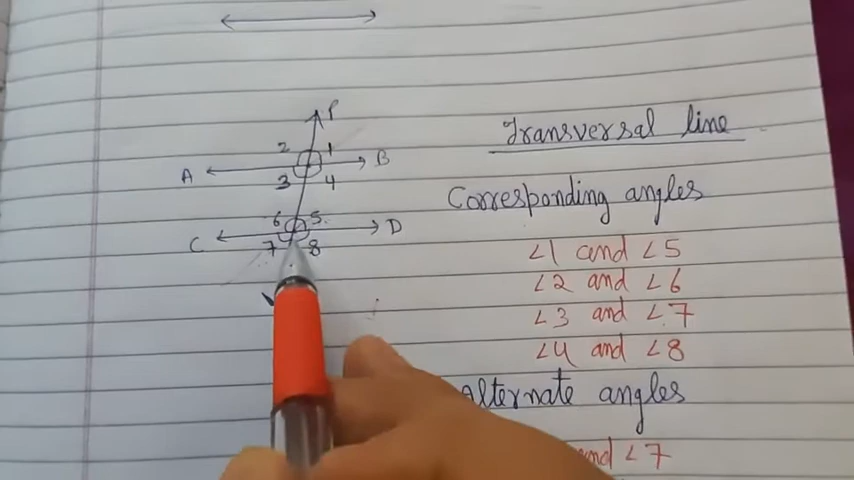 P
2 1
A B
3 4
6 5
C D
7 8
Transversal line
Corresponding angles
∠1 and ∠5
∠2 and ∠6
∠3 and ∠7
∠4 and ∠8
Alternate angles
and ∠7